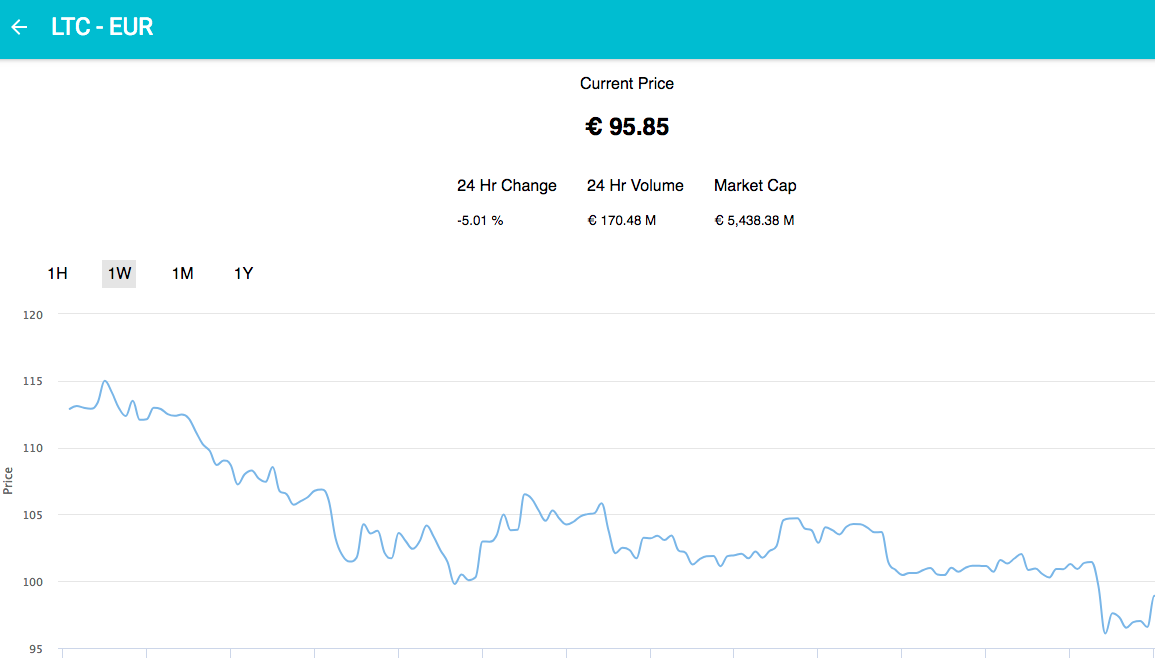 LTC - EUR
Current Price
€ 95.85
24 Hr Change 24 Hr Volume Market Cap
-5.01 % € 170.48 M € 5,438.38 M
1H 1W 1M 1Y
120
115
110
Price
105
100
95